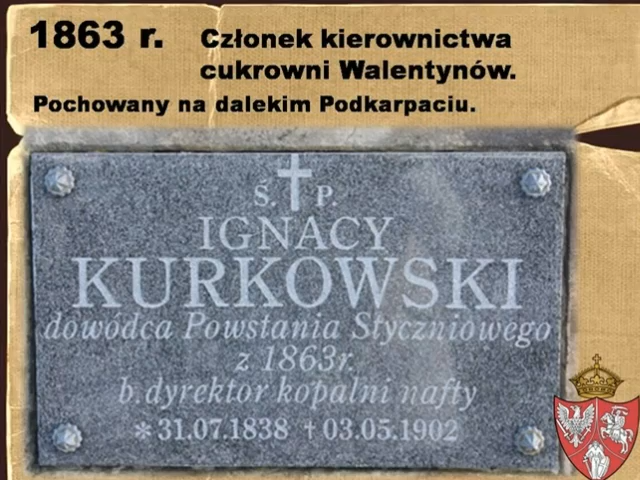 1863 r. Członek kierownictwa
cukrowni Walentynów.
Pochowany na dalekim Podkarpaciu.
Ś. P.
IGNACY
KURKOWSKI
dowódca Powstania Styczniowego
z 1863r.
b. dyrektor kopalni nafty
* 31.07.1838 † 03.05.1902